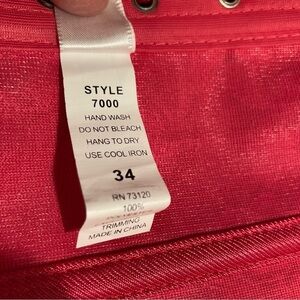 STYLE
7000
HAND WASH
DO NOT BLEACH
HANG TO DRY
USE COOL IRON
34
RN 73120
100%
TRIMMING
MADE IN CHINA